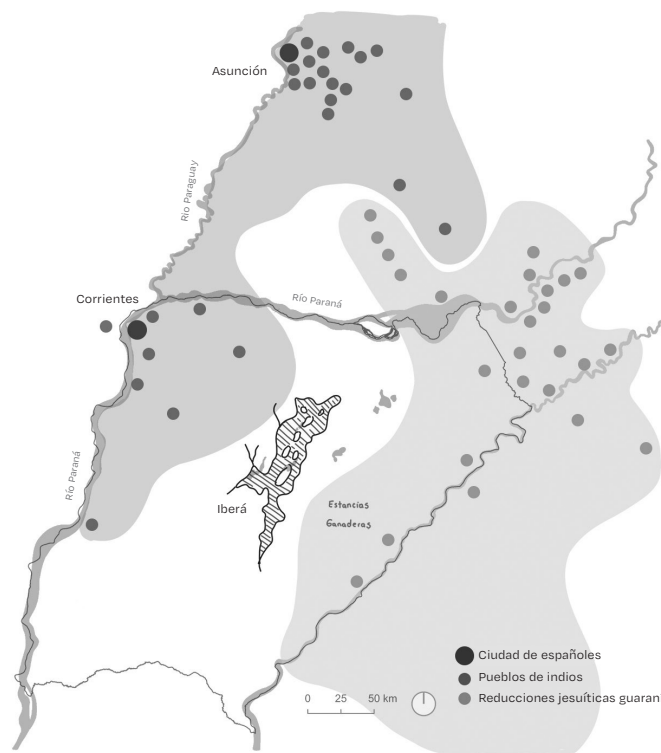 Asunción
Río Paraguay
Corrientes
Río Paraná
Río Paraná
Iberá
Estancias
Ganaderas
Ciudad de españoles
Pueblos de indios
Reducciones jesuíticas guaran
0 25 50 km